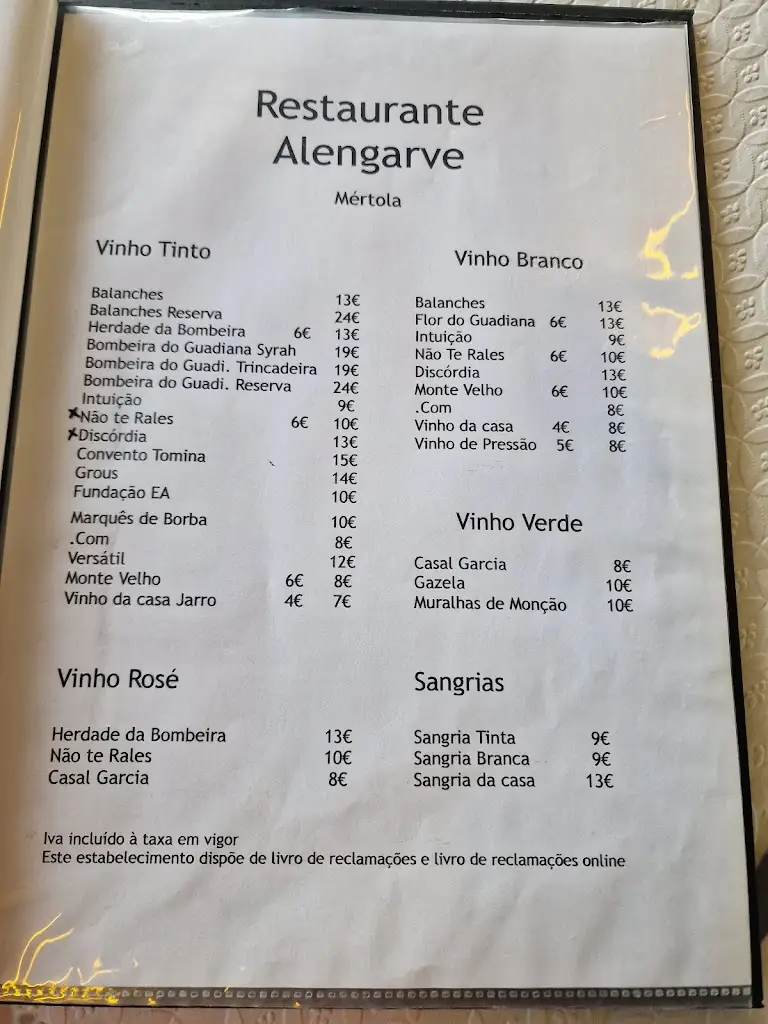 Restaurante
Alengarve
Mértola
Vinho Tinto
Balanches 13€
Balanches Reserva 24€
Herdade da Bombeira 6€ 13€
Bombeira do Guadiana Syrah 19€
Bombeira do Guadi. Trincadeira 19€
Bombeira do Guadi. Reserva 24€
Intuição 9€
Não te Rales 6€ 10€
Discórdia 13€
Convento Tomina 15€
Grous 14€
Fundação EA 10€
Marquês de Borba 10€
.Com 8€
Versátil 12€
Monte Velho 6€ 8€
Vinho da casa Jarro 4€ 7€
Vinho Branco
Balanches 13€
Flor do Guadiana 6€ 13€
Intuição 9€
Não Te Rales 6€ 10€
Discórdia 13€
Monte Velho 6€ 10€
.Com 8€
Vinho da casa 4€ 8€
Vinho de Pressão 5€ 8€
Vinho Verde
Casal Garcia 8€
Gazela 10€
Muralhas de Monção 10€
Vinho Rosé
Herdade da Bombeira 13€
Não te Rales 10€
Casal Garcia 8€
Sangrias
Sangria Tinta 9€
Sangria Branca 9€
Sangria da casa 13€
Iva incluído à taxa em vigor
Este estabelecimento dispõe de livro de reclamações e livro de reclamações online